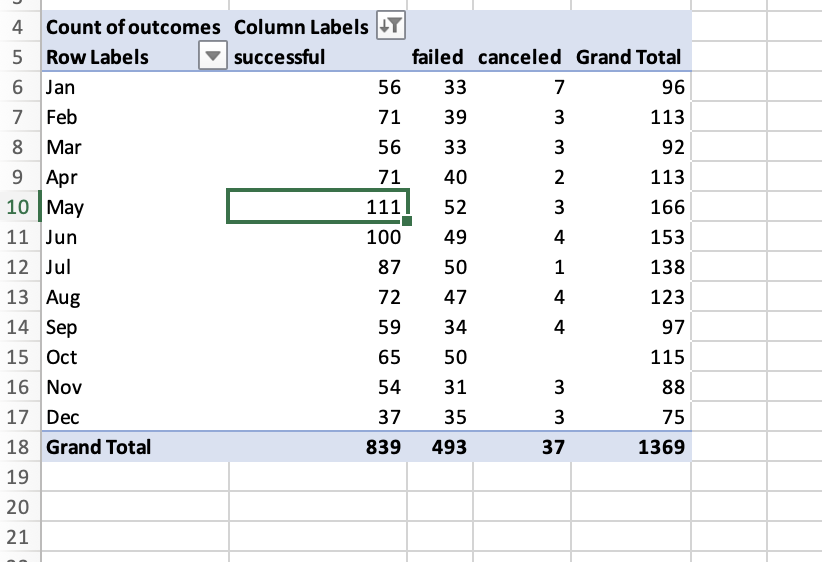 4 Count of outcomes Column Labels
5 Row Labels successful failed canceled Grand Total
6 Jan 56 33 7 96
7 Feb 71 39 3 113
8 Mar 56 33 3 92
9 Apr 71 40 2 113
10 May 111 52 3 166
11 Jun 100 49 4 153
12 Jul 87 50 1 138
13 Aug 72 47 4 123
14 Sep 59 34 4 97
15 Oct 65 50 115
16 Nov 54 31 3 88
17 Dec 37 35 3 75
18 Grand Total 839 493 37 1369
19
20
21